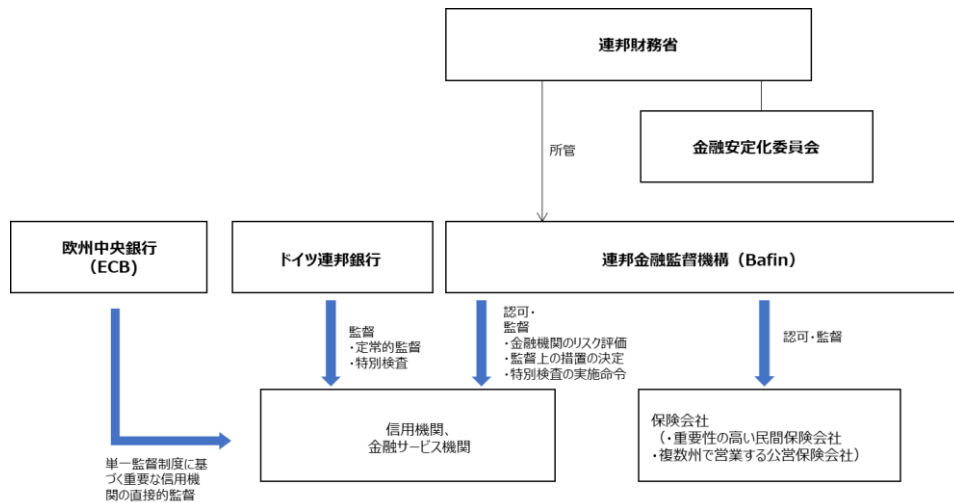 連邦財務省
金融安定化委員会
所管
欧州中央銀行
(ECB)
ドイツ連邦銀行
連邦金融監督機構(Bafin)
監督
・定常的監督
・特別検査
認可・
監督
・金融機関のリスク評価
・監督上の措置の決定
・特別検査の実施命令
認可・監督
信用機関、
金融サービス機関
保険会社
(・重要性の高い民間保険会社
・複数州で営業する公営保険会社)
単一監督制度に基
づく重要な信用機
関の直接的監督